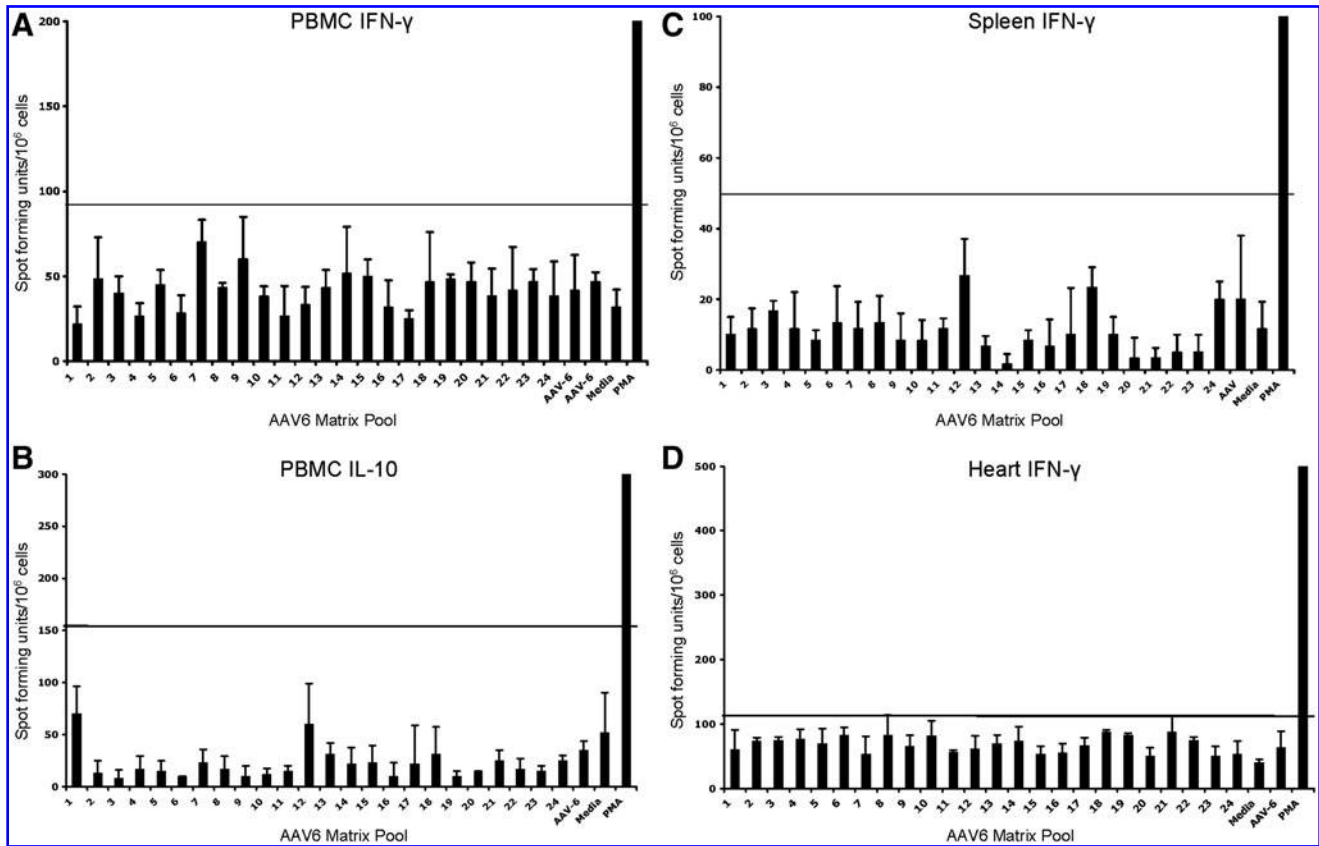 A
PBMC IFN-γ
Spot forming units/10⁶ cells
200
150
100
50
0
1 2 3 4 5 6 7 8 9 10 11 12 13 14 15 16 17 18 19 20 21 22 23 24 AAV-6 AAV-6 Media PMA
AAV6 Matrix Pool
B
PBMC IL-10
Spot forming units/10⁶ cells
300
250
200
150
100
50
0
1 2 3 4 5 6 7 8 9 10 11 12 13 14 15 16 17 18 19 20 21 22 23 24 AAV-6 Media PMA
AAV6 Matrix Pool
C
Spleen IFN-γ
Spot forming units/10⁶ cells
100
80
60
40
20
0
1 2 3 4 5 6 7 8 9 10 11 12 13 14 15 16 17 18 19 20 21 22 23 24 AAV Media PMA
AAV6 Matrix Pool
D
Heart IFN-γ
Spot forming units/10⁶ cells
500
400
300
200
100
0
1 2 3 4 5 6 7 8 9 10 11 12 13 14 15 16 17 18 19 20 21 22 23 24 Media AAV-6 PMA
AAV6 Matrix Pool